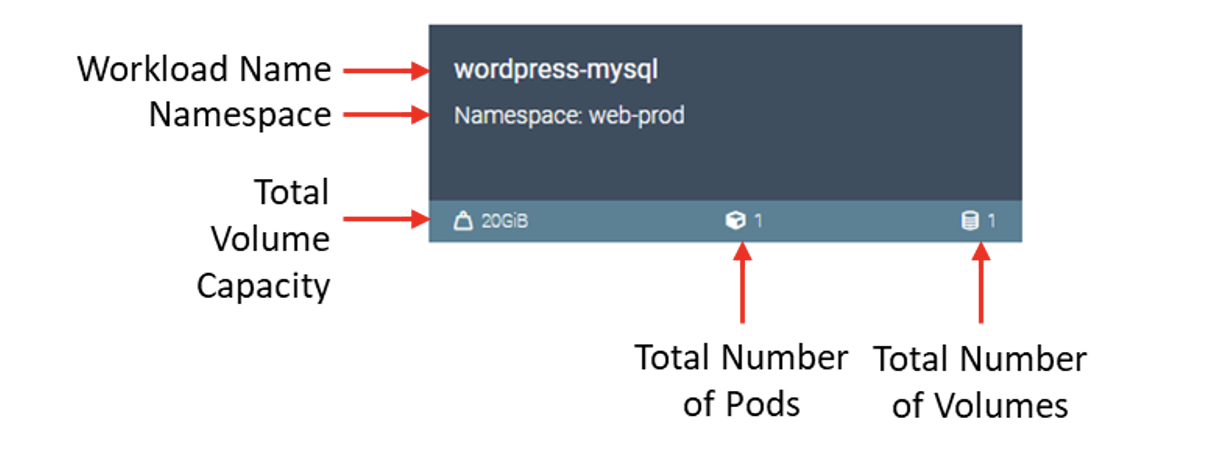 Workload Name
wordpress-mysql
Namespace
Namespace: web-prod
Total
Volume
Capacity
20GiB
1
1
Total Number
of Pods
Total Number
of Volumes